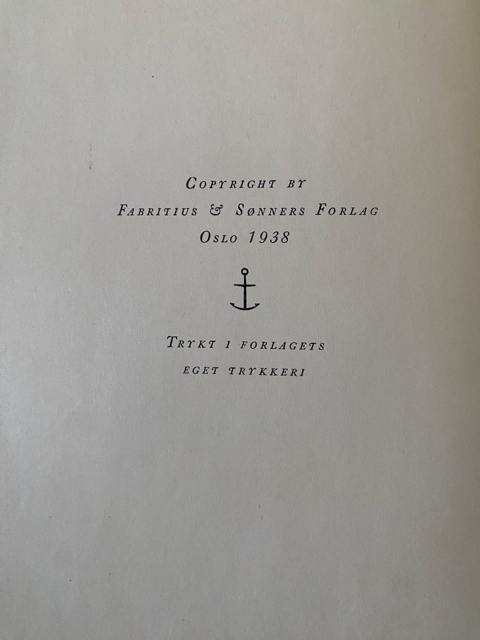 Copyright by
Fabritius & Sønners Forlag
Oslo 1938
Trykt i forlagets
eget trykkeri